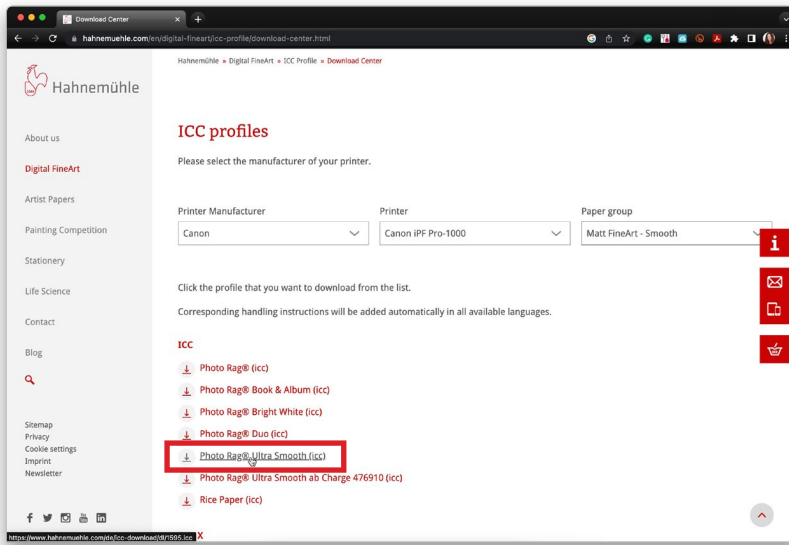 Download Center
hahnemuehle.com/en/digital-fineart/icc-profile/download-center.html
Hahnemühle » Digital FineArt » ICC Profile » Download Center
Hahnemühle
ICC profiles
About us
Please select the manufacturer of your printer.
Digital FineArt
Artist Papers
Printer Manufacturer
Printer
Paper group
Painting Competition
Canon
Canon iPF Pro-1000
Matt FineArt - Smooth
Stationery
Life Science
Click the profile that you want to download from the list.
Corresponding handling instructions will be added automatically in all available languages.
Contact
ICC
Blog
Photo Rag® (icc)
Photo Rag® Book & Album (icc)
Photo Rag® Bright White (icc)
Photo Rag® Duo (icc)
Photo Rag® Ultra Smooth (icc)
Photo Rag® Ultra Smooth ab Charge 476910 (icc)
Rice Paper (icc)
Sitemap
Privacy
Cookie settings
Imprint
Newsletter
https://www.hahnemuehle.com/de/icc-download/dl/1595.icc
X